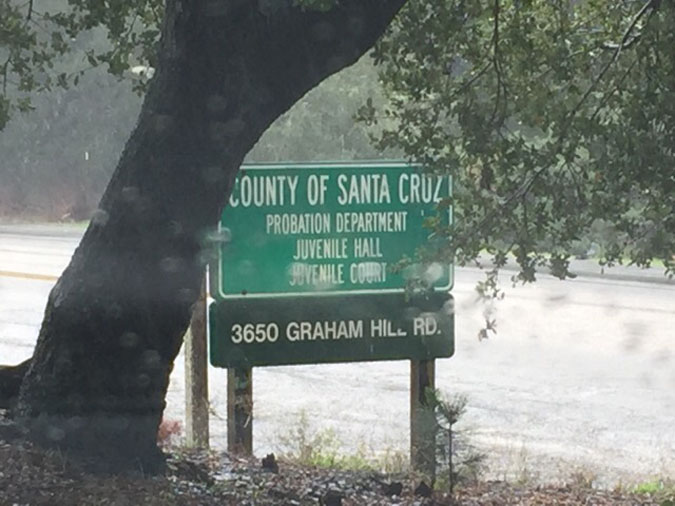 COUNTY OF SANTA CRUZ
PROBATION DEPARTMENT
JUVENILE HALL
JUVENILE COURT
3650 GRAHAM HILL RD.